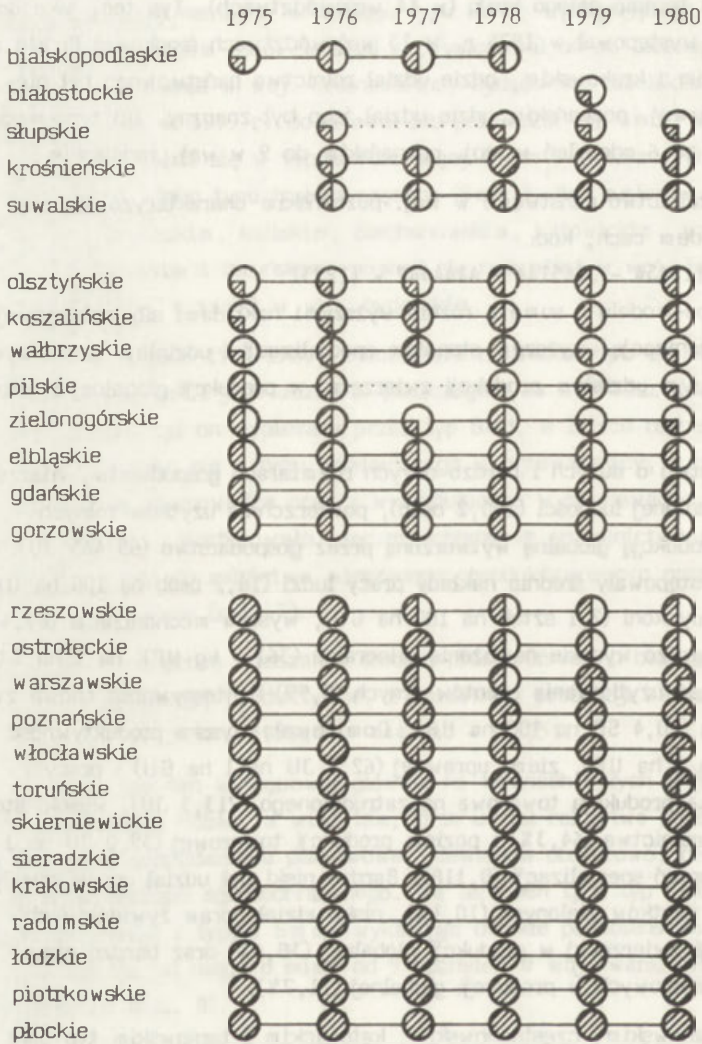 1975 1976 1977 1978 1979 1980
bialskopodlaskie
białostockie
słupskie
krośnieńskie
suwalskie
olsztyńskie
koszalińskie
wałbrzyskie
pilskie
zielonogórskie
elbląskie
gdańskie
gorzowskie
rzeszowskie
ostrołęckie
warszawskie
poznańskie
włocławskie
toruńskie
skierniewickie
sieradzkie
krakowskie
radomskie
łódzkie
piotrkowskie
płockie